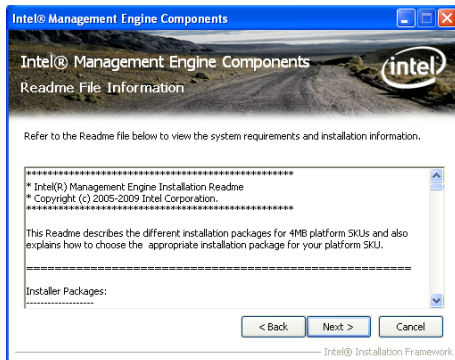 Intel® Management Engine Components
Intel® Management Engine Components
intel
Readme File Information
Refer to the Readme file below to view the system requirements and installation information.
*******************************************************
* Intel(R) Management Engine Installation Readme
* Copyright (c) 2005-2009 Intel Corporation.
*******************************************************
This Readme describes the different installation packages for 4MB platform SKUs and also
explains how to choose the  appropriate installation package for your platform SKU.
=======================================================
Installer Packages:
------------------
< Back
Next >
Cancel
Intel® Installation Framework